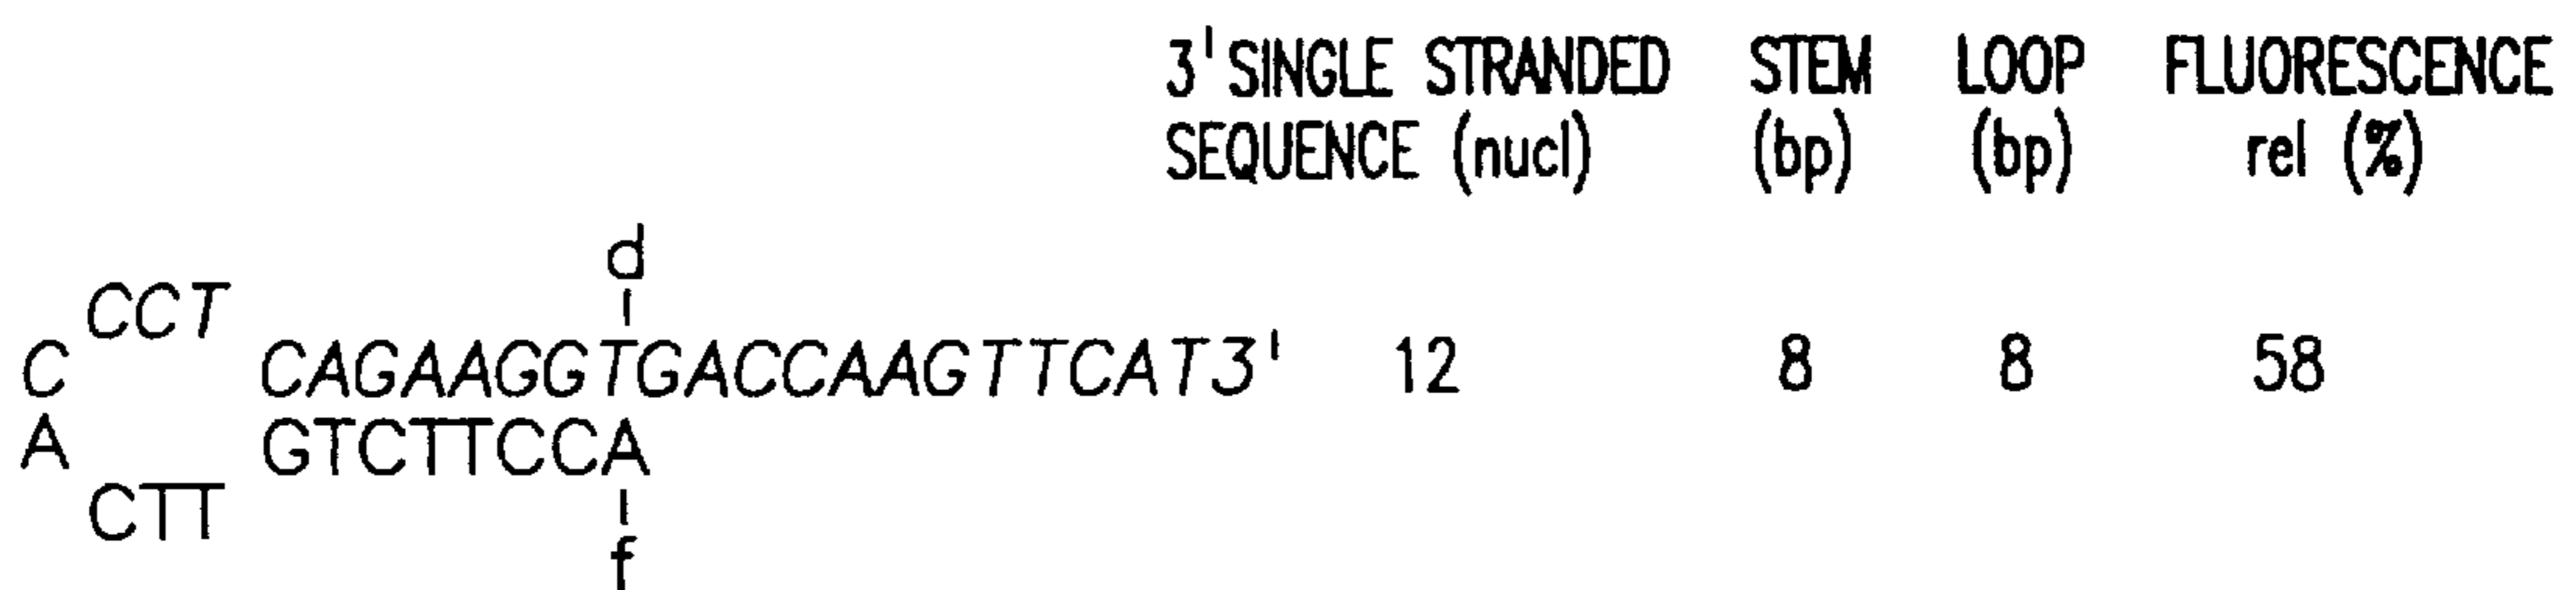 3' SINGLE STRANDED STEM LOOP FLUORESCENCE
SEQUENCE (nucl) (bp) (bp) rel (%)
d
CCT
C CAGAAGGTGACCAAGTTCAT3' 12 8 8 58
A GTCTTCCA
CTT
f